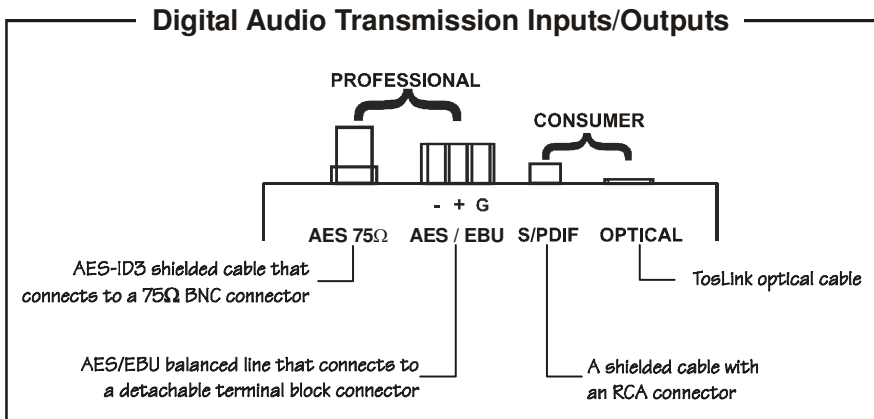 Digital Audio Transmission Inputs/Outputs
PROFESSIONAL
CONSUMER
- + G
AES 75Ω AES / EBU S/PDIF OPTICAL
AES-ID3 shielded cable that
connects to a 75Ω BNC connector
TosLink optical cable
AES/EBU balanced line that connects to
a detachable terminal block connector
A shielded cable with
an RCA connector